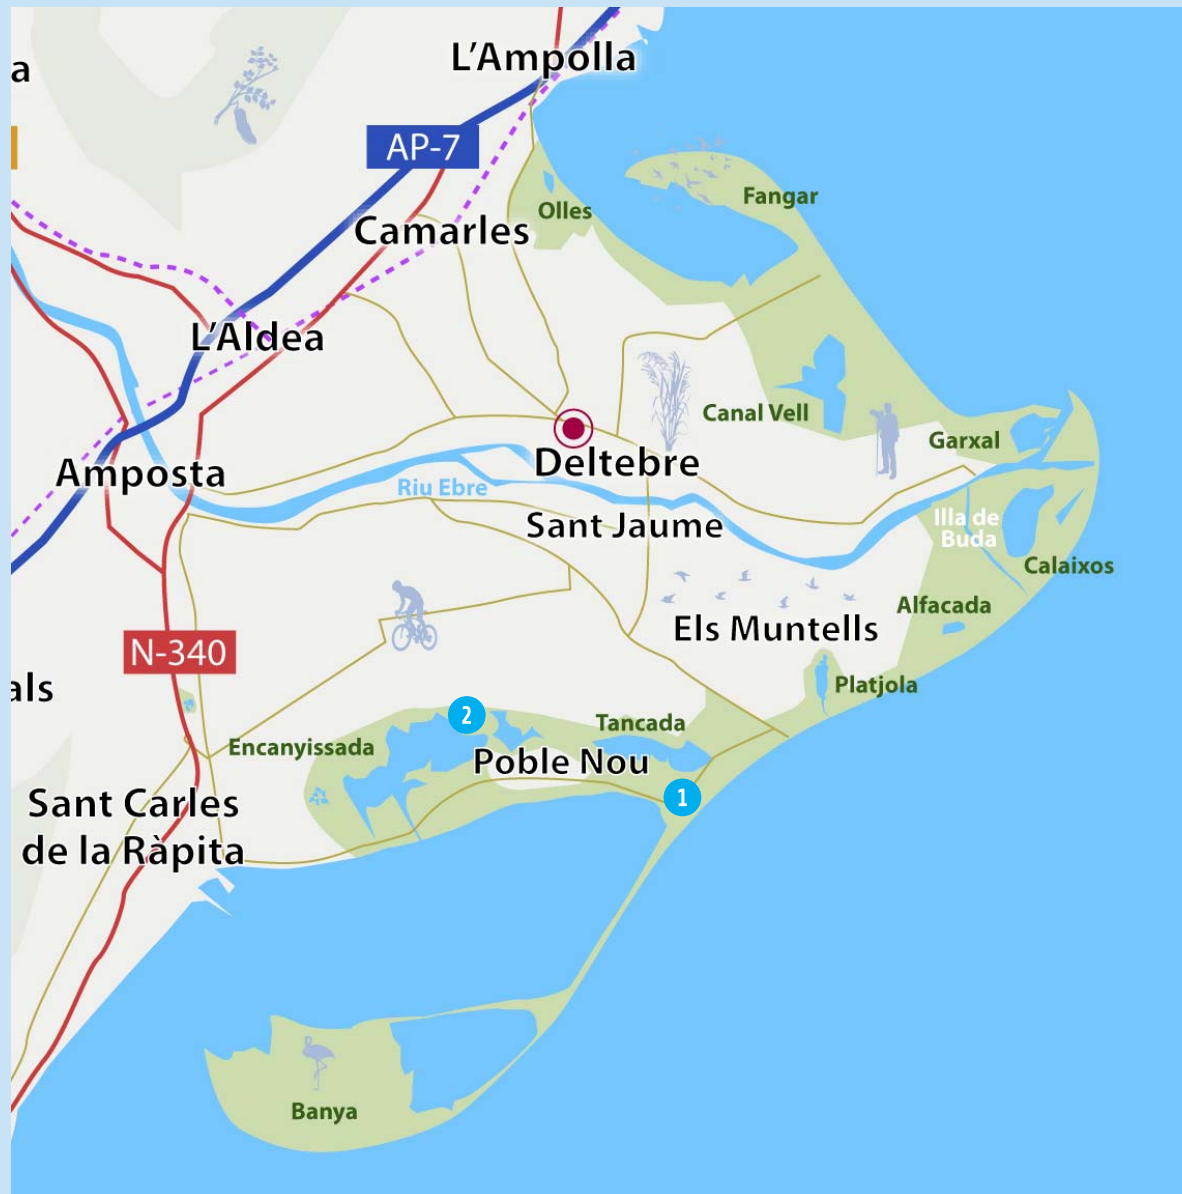 L'Ampolla
a
AP-7
Fangar
Olles
Camarles
L'Aldea
Canal Vell
Garxal
Deltebre
Amposta
Riu Ebre
Sant Jaume
Illa de
Buda
Calaixos
Alfacada
Els Muntells
N-340
als
Platjola
2
Tancada
Encanyissada
Poble Nou
1
Sant Carles
de la Ràpita
Banya